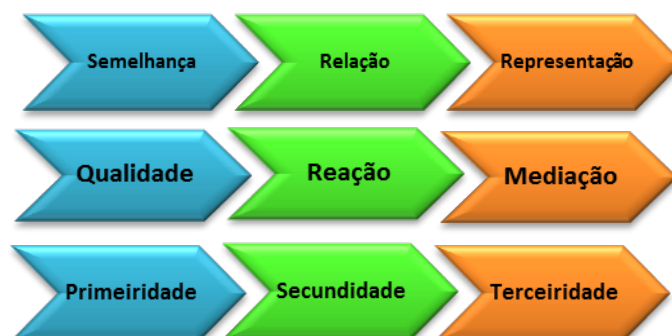 Semelhança Relação Representação
Qualidade Reação Mediação
Primeiridade Secundidade Terceiridade